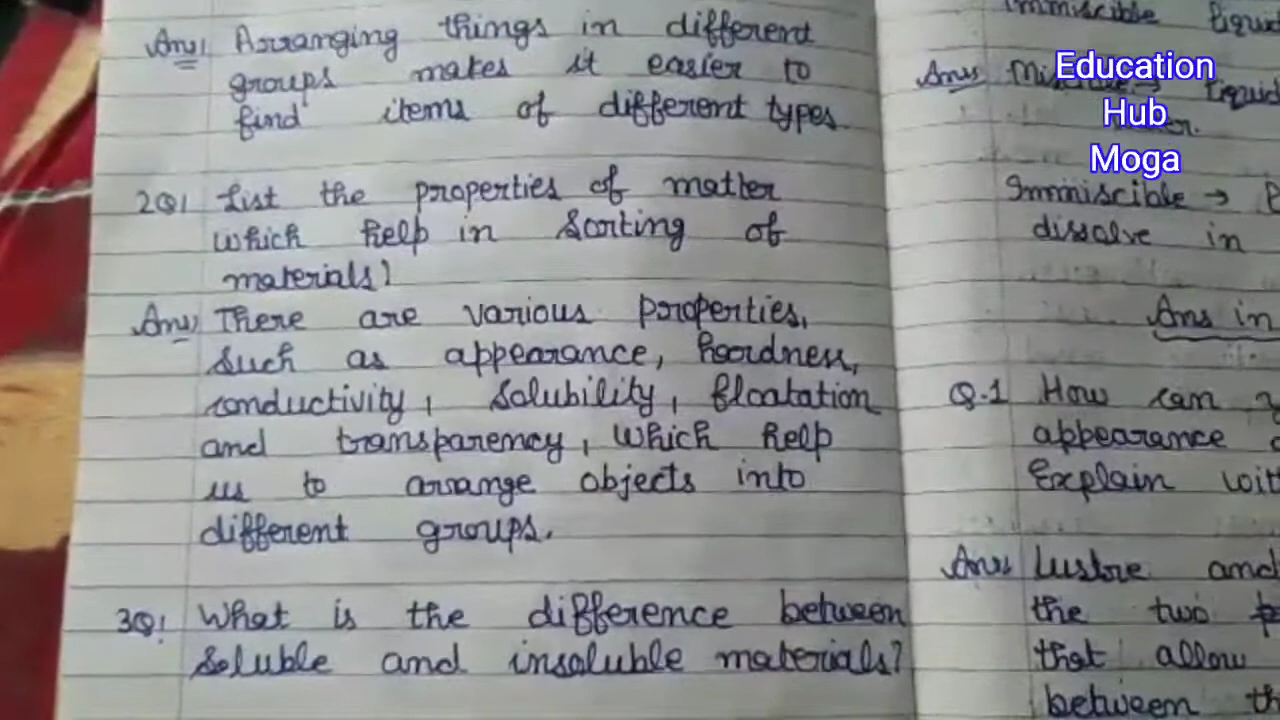 Ans Arranging things in different
groups makes it easier to
find items of different types
2Q1 List the properties of matter
which help in Sorting of
materials?
Ans There are various properties,
such as appearance, hardness,
conductivity, Solubility, floatation
and transparency, which help
us to arrange objects into
different groups.
3Q! What is the difference between
Soluble and insoluble materials?
Immiscible liquid
Ans
Immiscible →
dissolve in
Ans in
Q.1 How can
appearance
Explain
Ans Lustre and
the two
that allow
between
Education
Hub
Moga